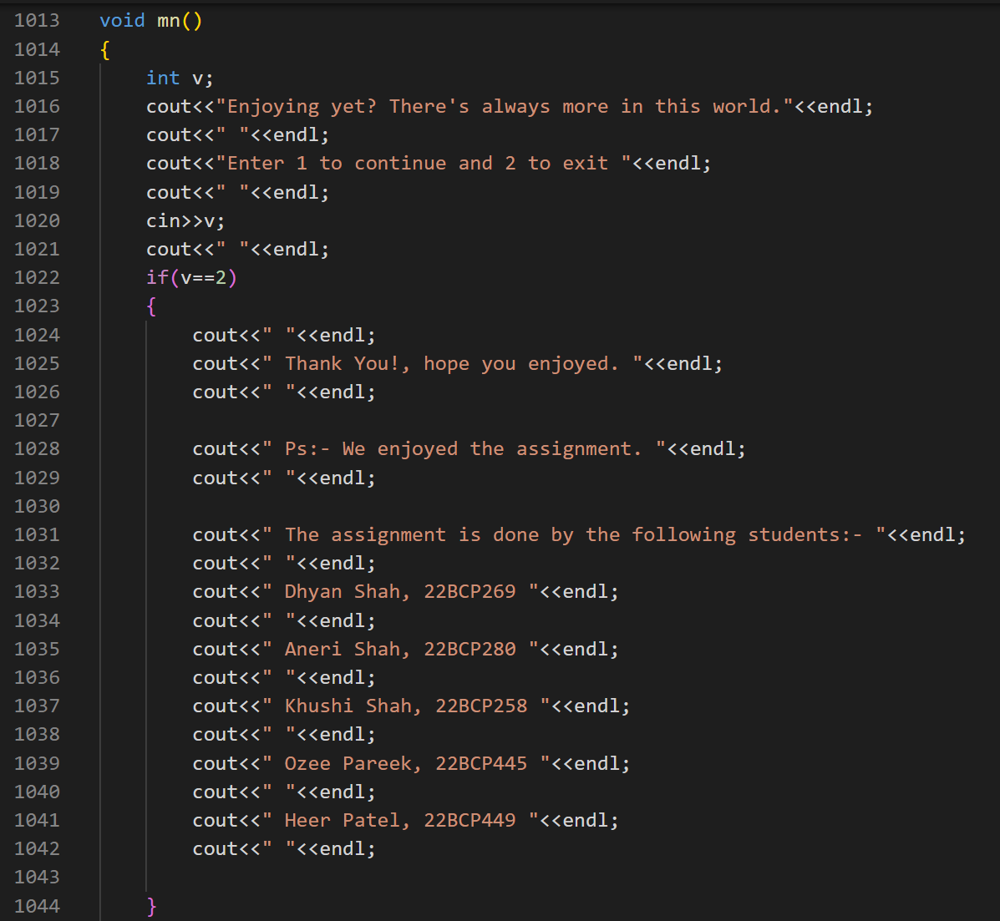 1013 void mn()
1014 {
1015     int v;
1016     cout<<"Enjoying yet? There's always more in this world."<<endl;
1017     cout<<" "<<endl;
1018     cout<<"Enter 1 to continue and 2 to exit "<<endl;
1019     cout<<" "<<endl;
1020     cin>>v;
1021     cout<<" "<<endl;
1022     if(v==2)
1023     {
1024         cout<<" "<<endl;
1025         cout<<" Thank You!, hope you enjoyed. "<<endl;
1026         cout<<" "<<endl;
1027
1028         cout<<" Ps:- We enjoyed the assignment. "<<endl;
1029         cout<<" "<<endl;
1030
1031         cout<<" The assignment is done by the following students:- "<<endl;
1032         cout<<" "<<endl;
1033         cout<<" Dhyan Shah, 22BCP269 "<<endl;
1034         cout<<" "<<endl;
1035         cout<<" Aneri Shah, 22BCP280 "<<endl;
1036         cout<<" "<<endl;
1037         cout<<" Khushi Shah, 22BCP258 "<<endl;
1038         cout<<" "<<endl;
1039         cout<<" Ozee Pareek, 22BCP445 "<<endl;
1040         cout<<" "<<endl;
1041         cout<<" Heer Patel, 22BCP449 "<<endl;
1042         cout<<" "<<endl;
1043
1044     }